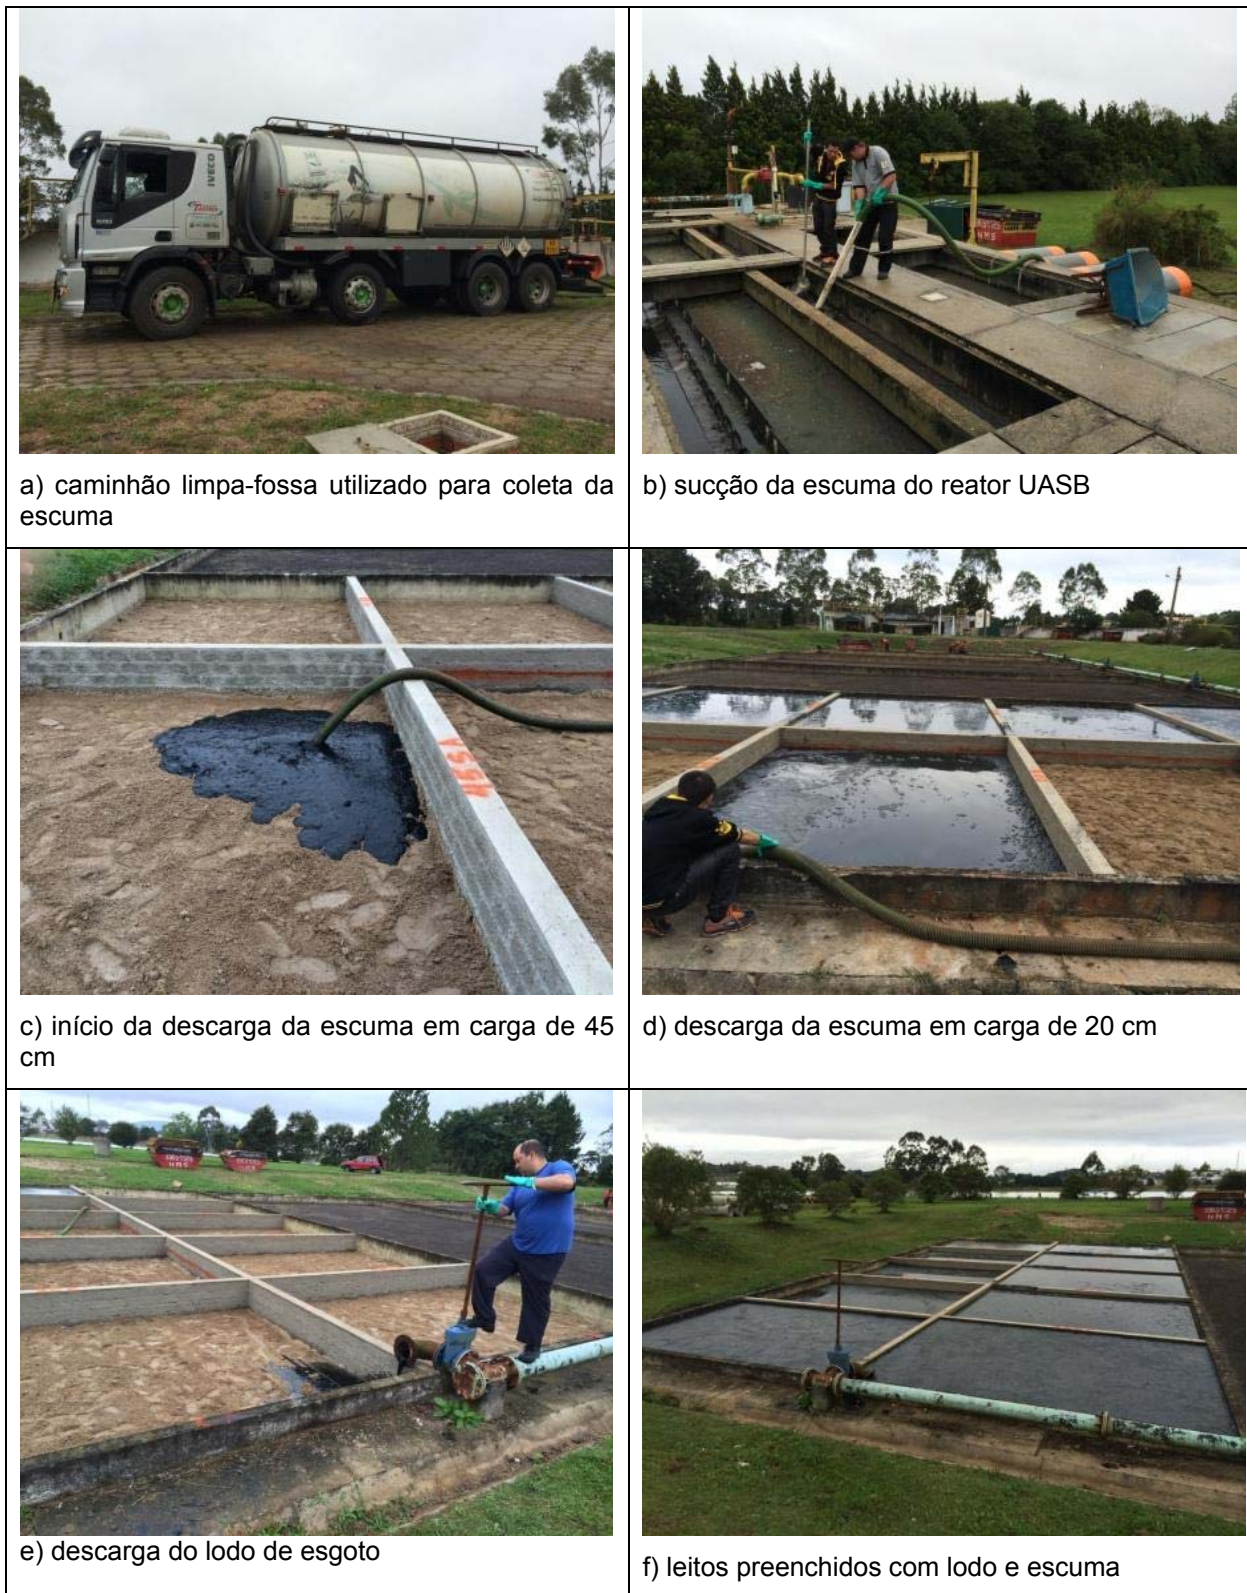 IVECO
a) caminhão limpa-fossa utilizado para coleta da
escuma
b) sucção da escuma do reator UASB
c) início da descarga da escuma em carga de 45
cm
d) descarga da escuma em carga de 20 cm
e) descarga do lodo de esgoto
f) leitos preenchidos com lodo e escuma